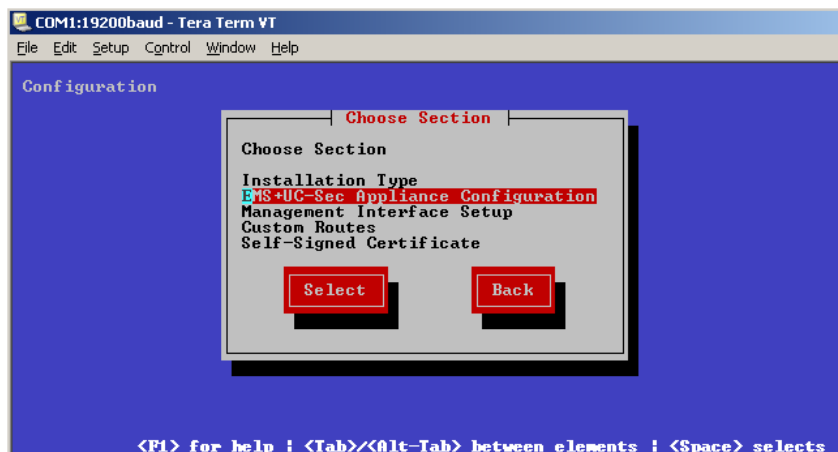 COM1:19200baud - Tera Term VT
File Edit Setup Control Window Help
Configuration
Choose Section
Choose Section
Installation Type
EMS+UC-Sec Appliance Configuration
Management Interface Setup
Custom Routes
Self-Signed Certificate
Select Back
<F1> for help | <Tab>/<Alt-Tab> between elements | <Space> selects